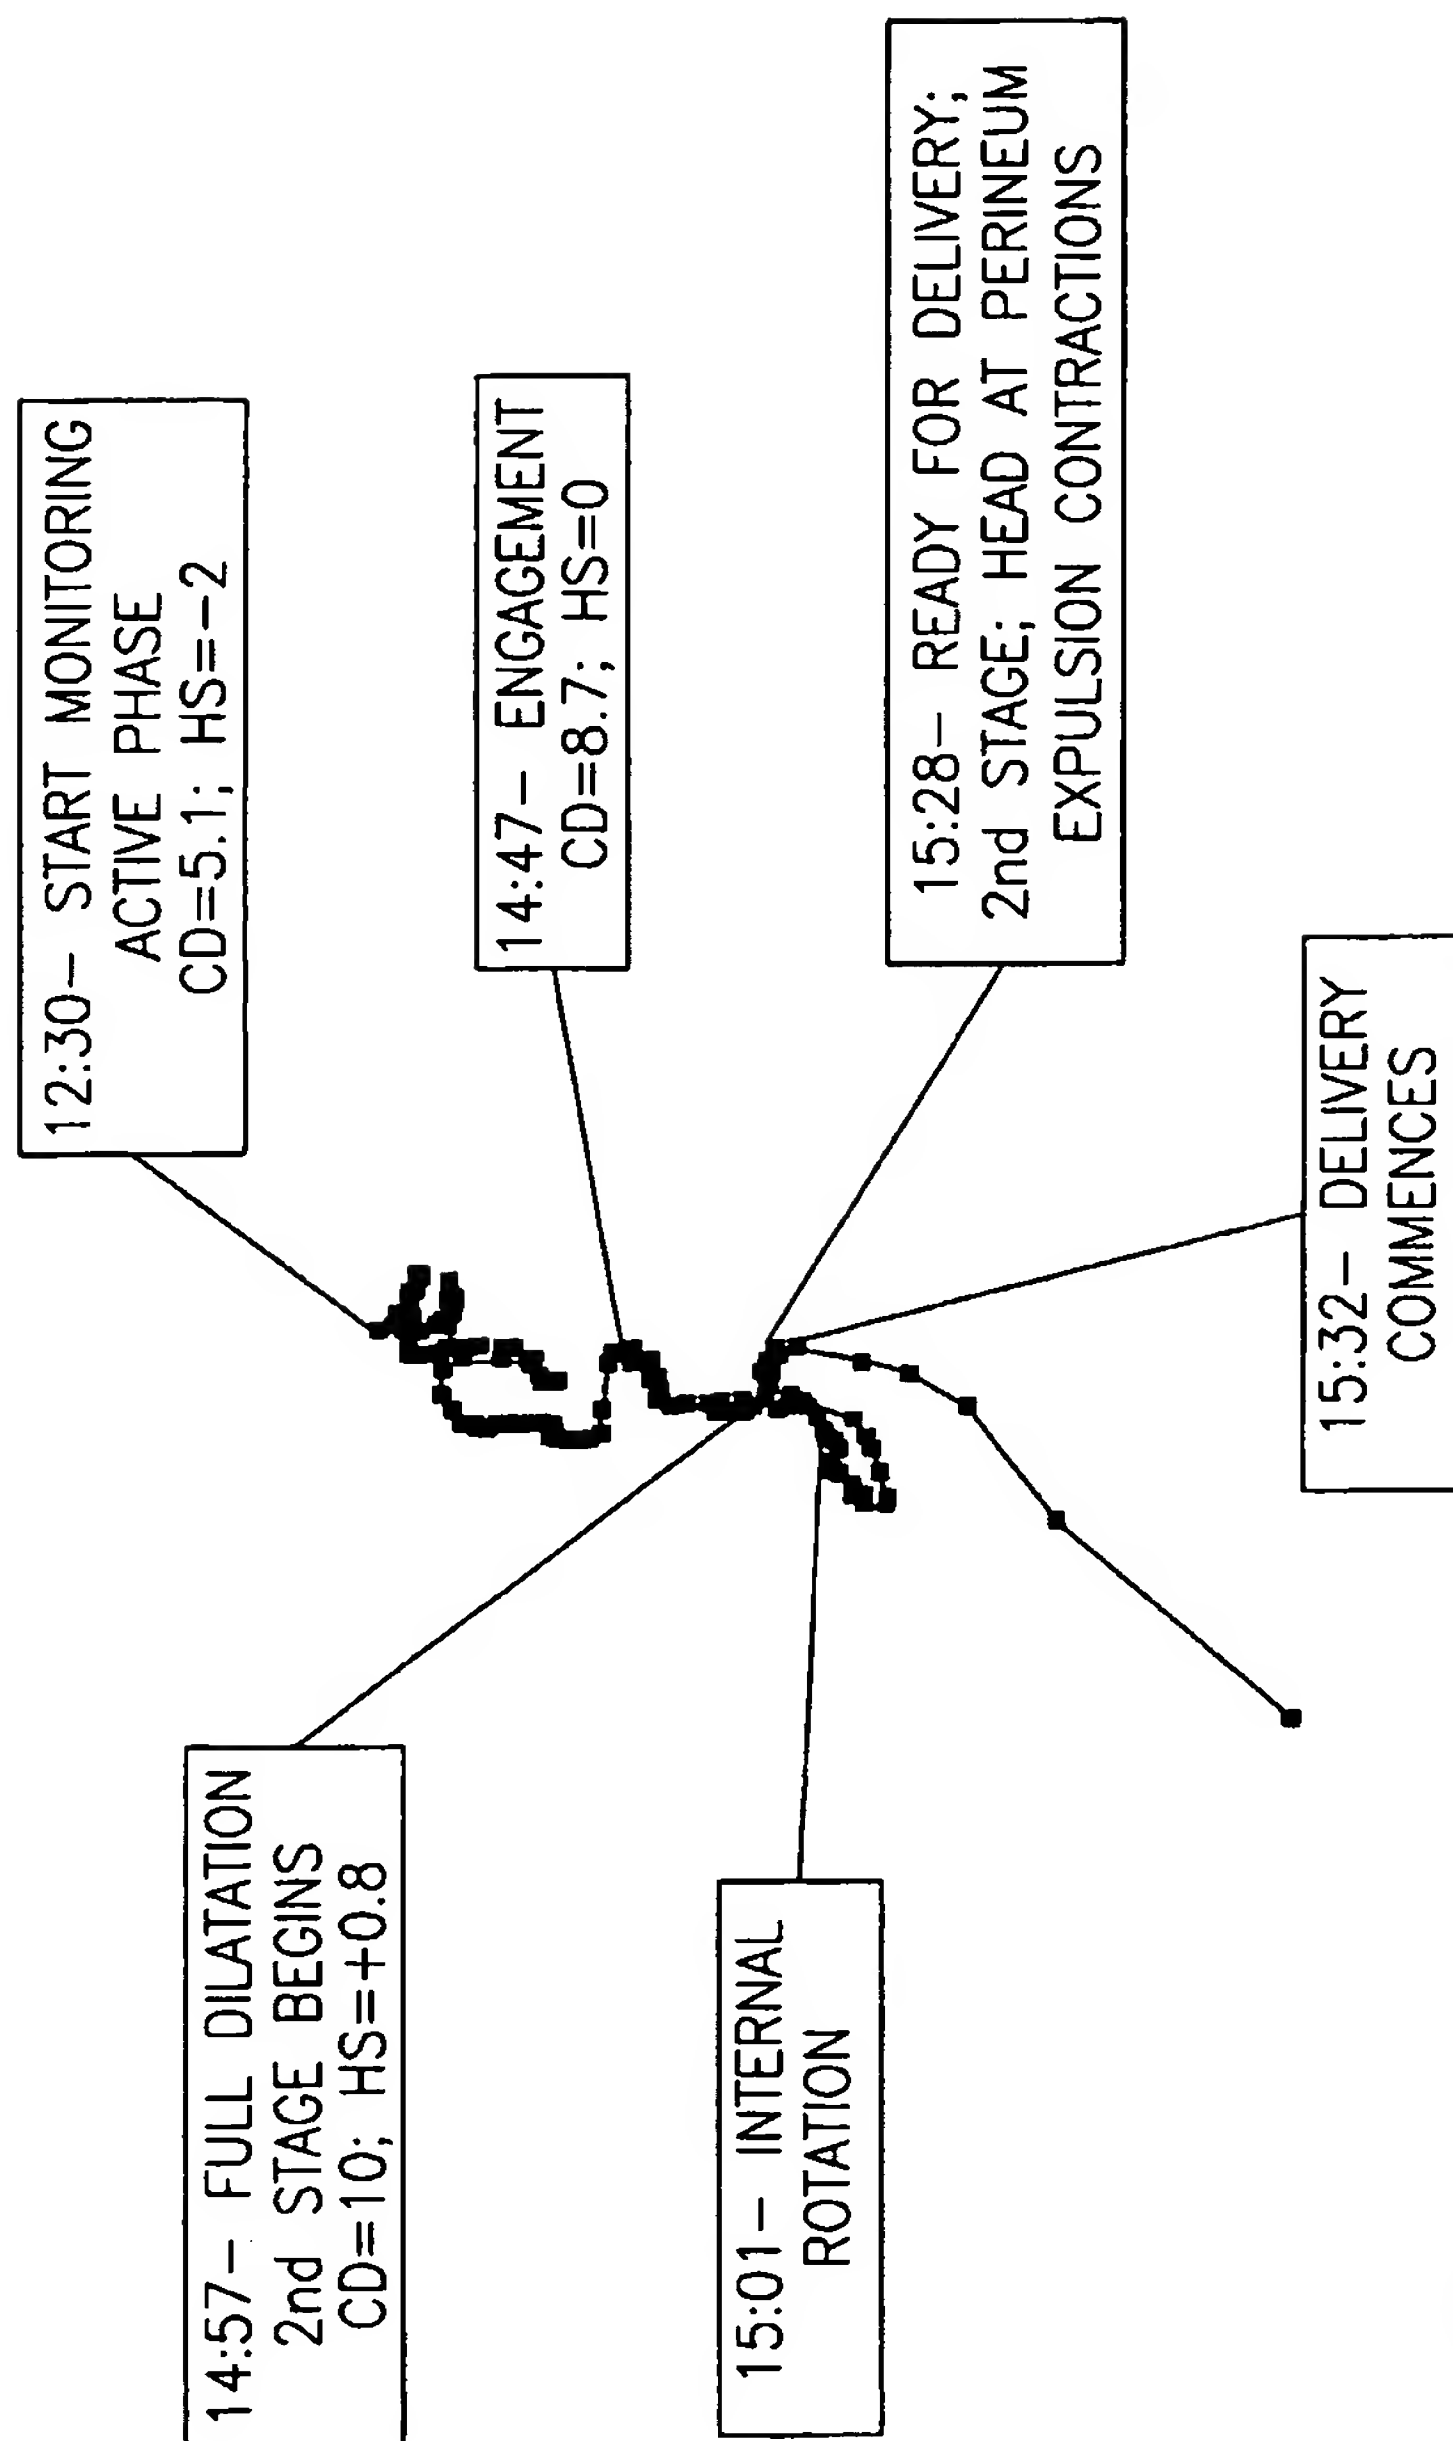 12:30- START MONITORING
ACTIVE PHASE
CD=5.1; HS=-2
14:47- ENGAGEMENT
CD=8.7; HS=0
15:28- READY FOR DELIVERY;
2nd STAGE; HEAD AT PERINEUM
EXPULSION CONTRACTIONS
15:32- DELIVERY
COMMENCES
14:57- FULL DILATATION
2nd STAGE BEGINS
CD=10; HS=+0.8
15:01- INTERNAL
ROTATION